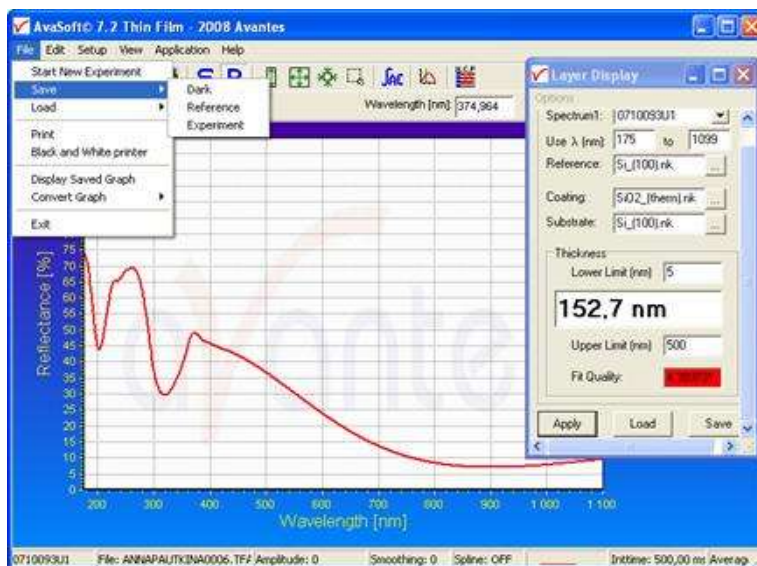 AvaSoft© 7.2 Thin Film - 2008 Avantes
File Edit Setup View Application Help
Start New Experiment
Save
Load
Print
Black and White printer
Display Saved Graph
Convert Graph
Exit
Dark
Reference
Experiment
Wavelength [nm] 374,964
Reflectance [%]
75
70
65
60
55
50
45
40
35
30
25
20
15
10
5
0
200 300 400 500 600 700 800 900 1 000 1 100
Wavelength [nm]
avante
Layer Display
Options
Spectrum1: 0710093U1
Use λ (nm): 175 to 1099
Reference: Si_(100).nk ...
Coating: SiO2_(therm).nk ...
Substrate: Si_(100).nk ...
Thickness
Lower Limit (nm) 5
152,7 nm
Upper Limit (nm) 500
Fit Quality:
Apply Load Save
0710093U1 File: ANNAPAUTKINA0006.TFA Amplitude: 0 Smoothing: 0 Spline: OFF Inttime: 500,00 ms Averag